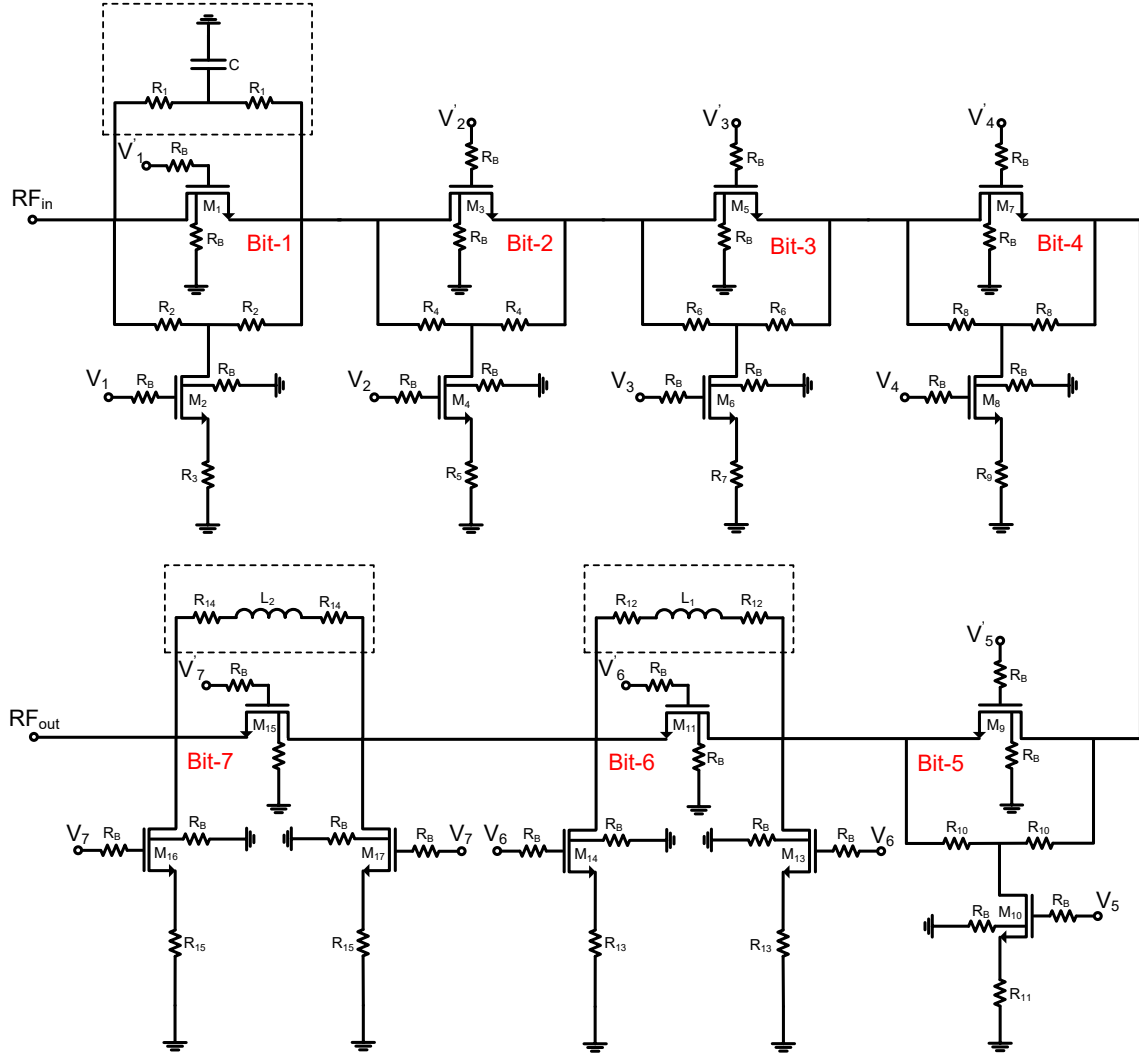 C
R1 R1
V'1 RB
V'2
RB
V'3
RB
V'4
RB
RFin
M1
RB
Bit-1
M3
RB
Bit-2
M5
RB
Bit-3
M7
RB
Bit-4
R2 R2
R4 R4
R6 R6
R8 R8
V1 RB
M2
RB
V2 RB
M4
RB
V3 RB
M6
RB
V4 RB
M8
RB
R3
R5
R7
R9
R14 L2 R14
R12 L1 R12
V'7 RB
V'6 RB
V'5
RB
RFout
M15
Bit-7
M11
RB
Bit-6
M9
RB
Bit-5
V7 RB
M16
RB
RB
M17
RB V7
V6 RB
M14
RB
RB
M13
RB V6
R10 R10
RB
M10
RB V5
R15
R15
R13
R13
R11